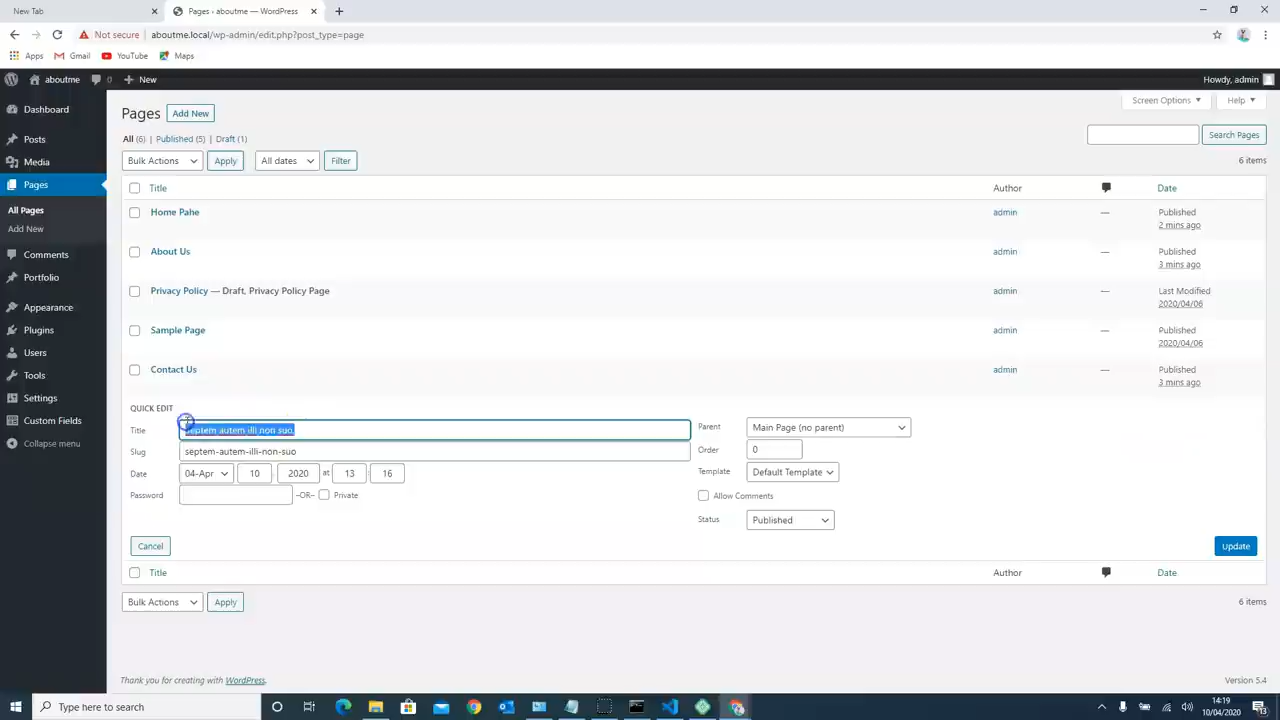 New Tab
Pages · aboutme — WordPress
Not secure
aboutme.local/wp-admin/edit.php?post_type=page
Apps
Gmail
YouTube
Maps
aboutme
0
New
Howdy, admin
Dashboard
Posts
Media
Pages
All Pages
Add New
Comments
Portfolio
Appearance
Plugins
Users
Tools
Settings
Custom Fields
Collapse menu
Screen Options
Help
Pages
Add New
All (6) | Published (5) | Draft (1)
Search Pages
Bulk Actions
Apply
All dates
Filter
6 items
Title
Author
Date
Home Pahe
admin
—
Published
2 mins ago
About Us
admin
—
Published
3 mins ago
Privacy Policy — Draft, Privacy Policy Page
admin
—
Last Modified
2020/04/06
Sample Page
admin
—
Published
2020/04/06
Contact Us
admin
—
Published
3 mins ago
QUICK EDIT
Title
septem autem illi non suo,
Slug
septem-autem-illi-non-suo
Date
04-Apr
10
2020
at
13
16
Password
–OR–
Private
Parent
Main Page (no parent)
Order
0
Template
Default Template
Allow Comments
Status
Published
Cancel
Update
Title
Author
Date
Bulk Actions
Apply
6 items
Thank you for creating with WordPress.
Version 5.4
Type here to search
14:19
10/04/2020
3